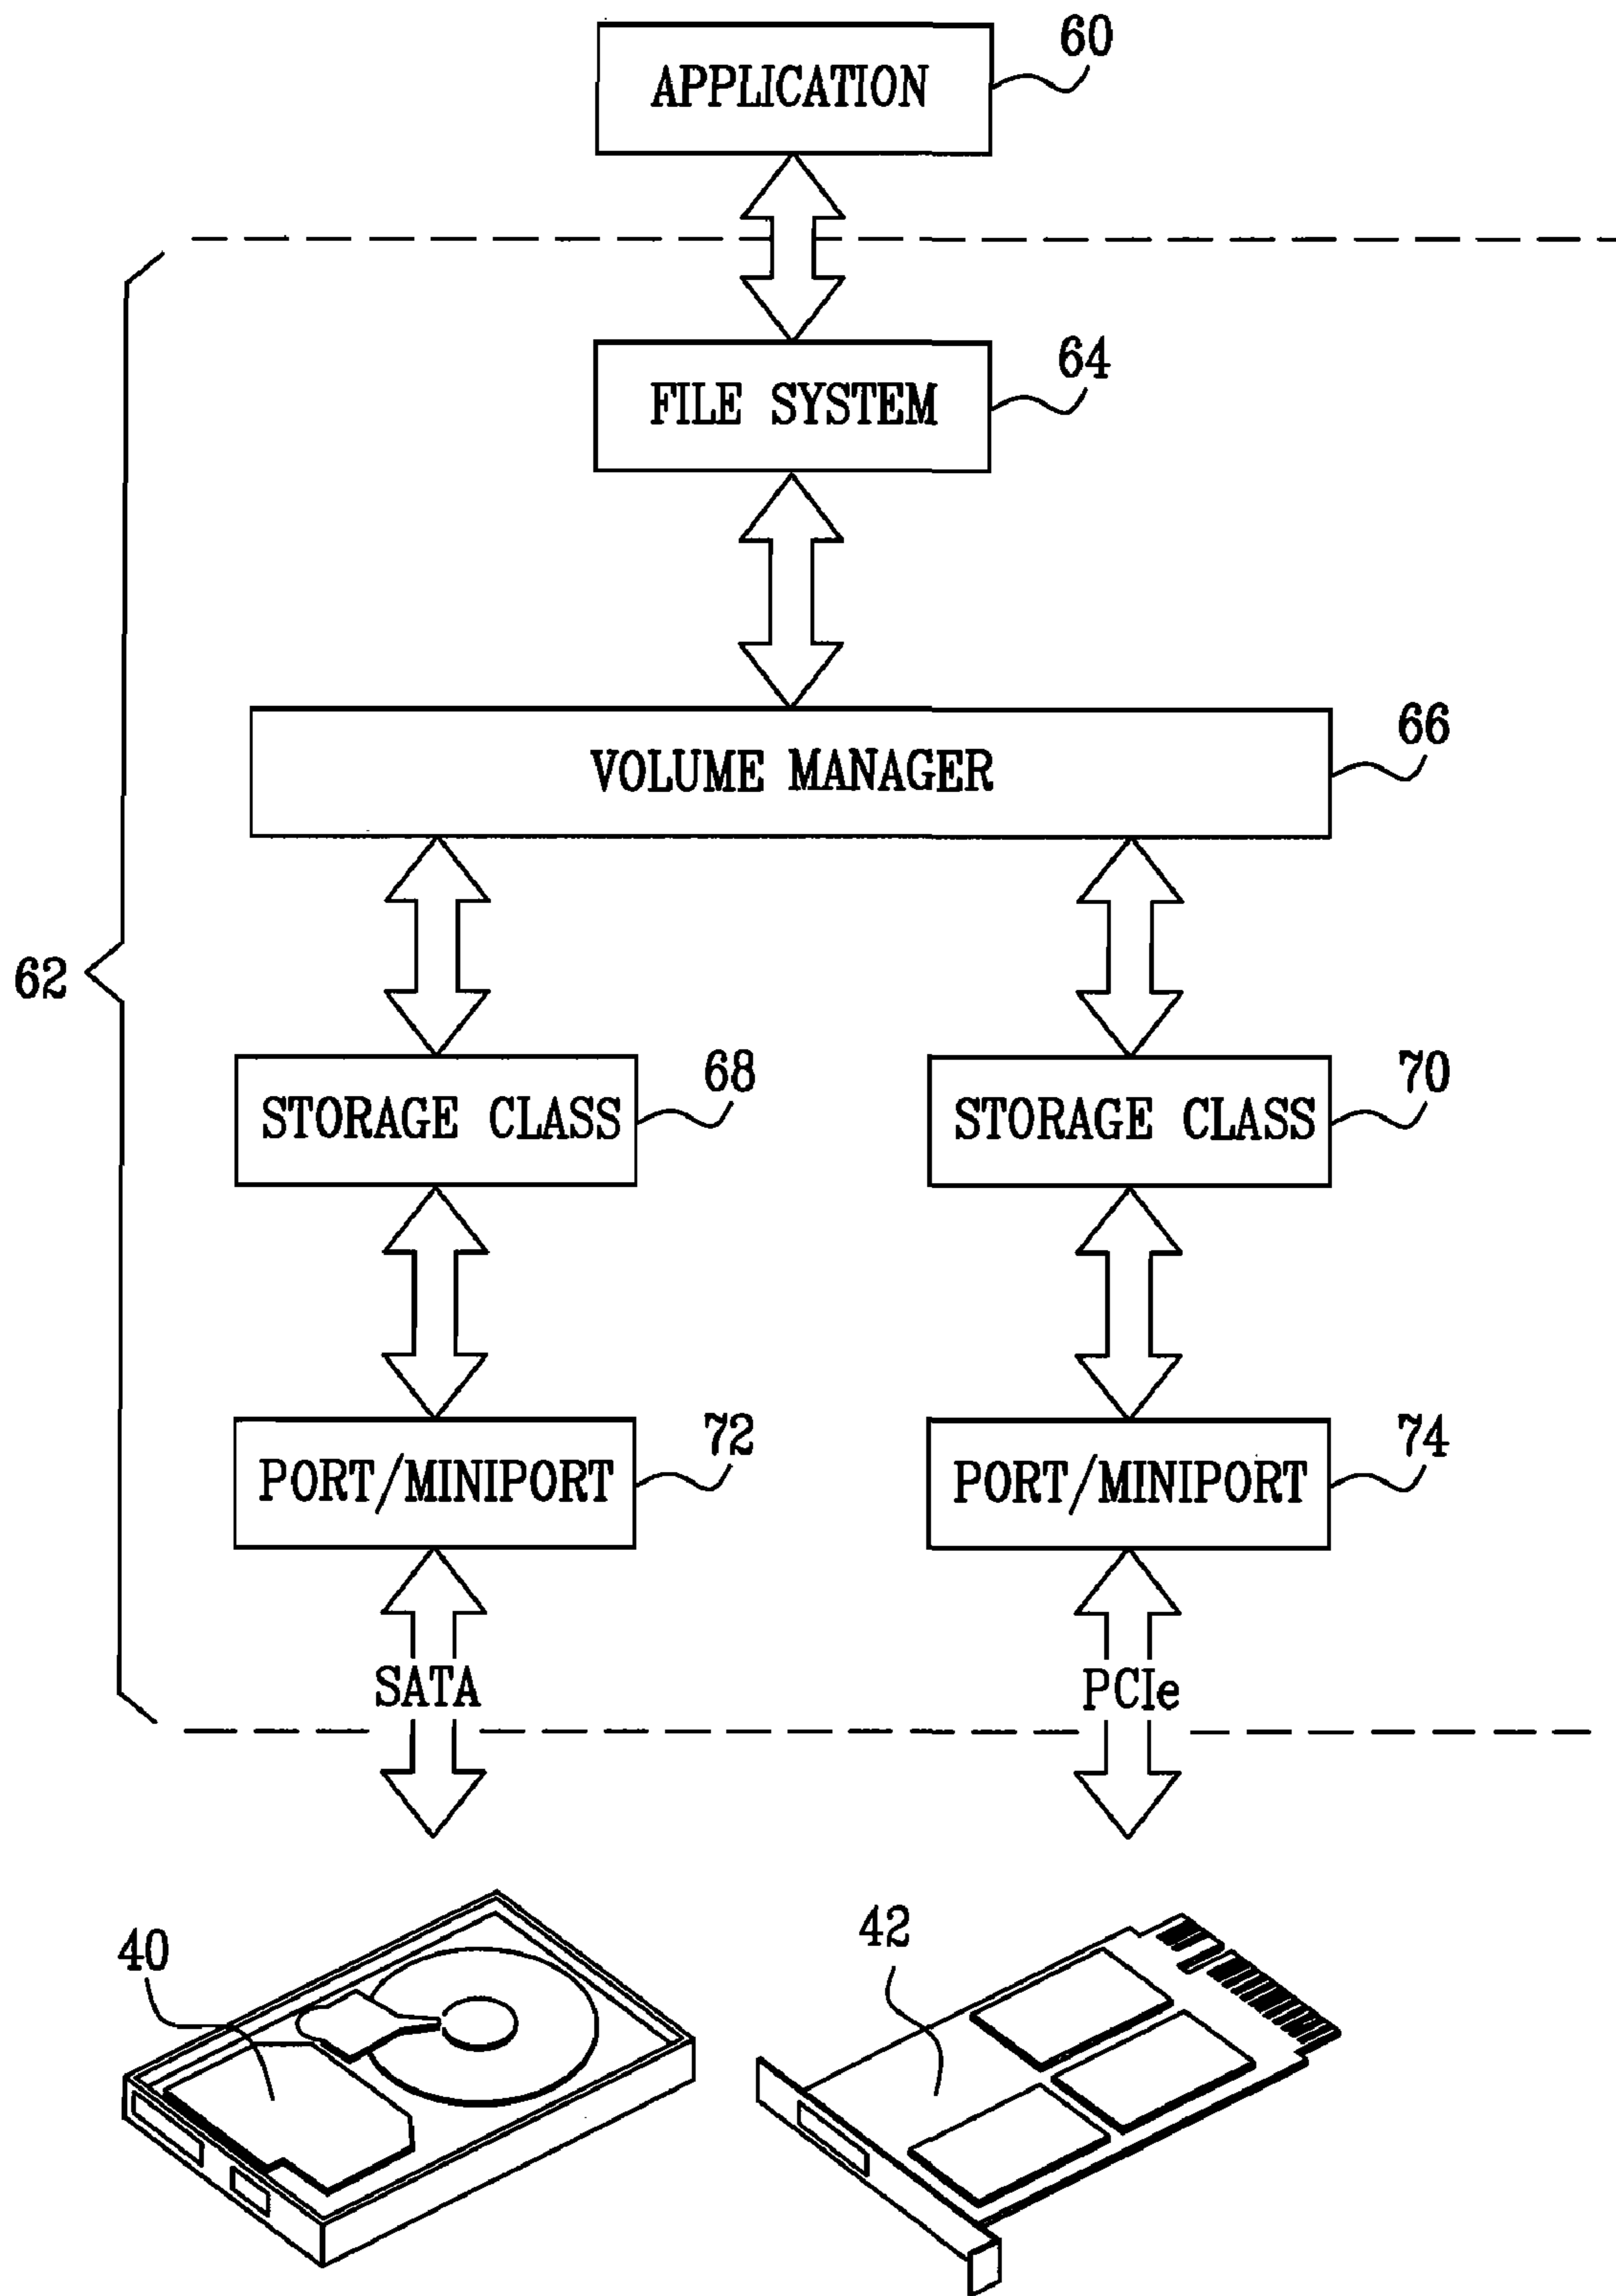 60
APPLICATION
64
FILE SYSTEM
66
VOLUME MANAGER
62
68
STORAGE CLASS
70
STORAGE CLASS
72
PORT/MINIPORT
74
PORT/MINIPORT
SATA
PCIe
40
42